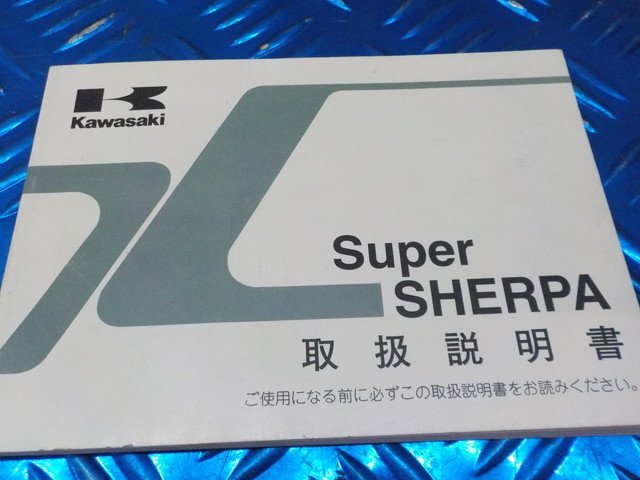 Kawasaki
Super
SHERPA
取扱説明書
ご使用になる前に必ずこの取扱説明書をお読みください。